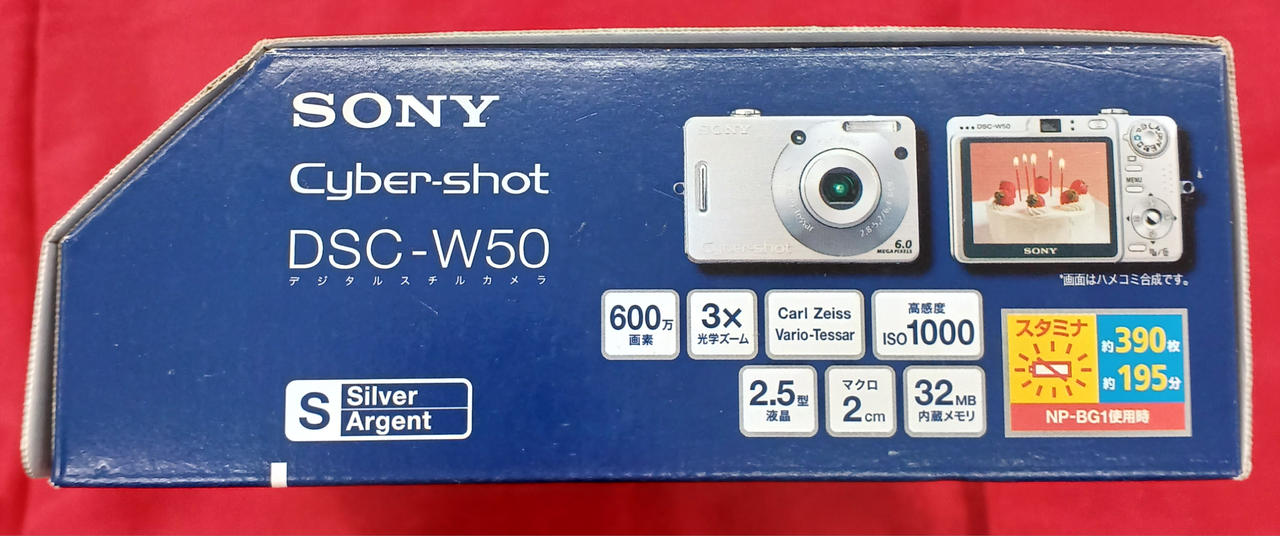 SONY
Cyber-shot
DSC-W50
デジタルスチルカメラ
SONY
Cyber-shot
6.0
MEGA PIXELS
DSC-W50
MENU
SONY
*画面はハメコミ合成です。
600万
画素
3×
光学ズーム
Carl Zeiss
Vario-Tessar
高感度
ISO1000
2.5型
液晶
マクロ
2cm
32MB
内蔵メモリ
スタミナ
約390枚
約195分
NP-BG1使用時
S
Silver
Argent